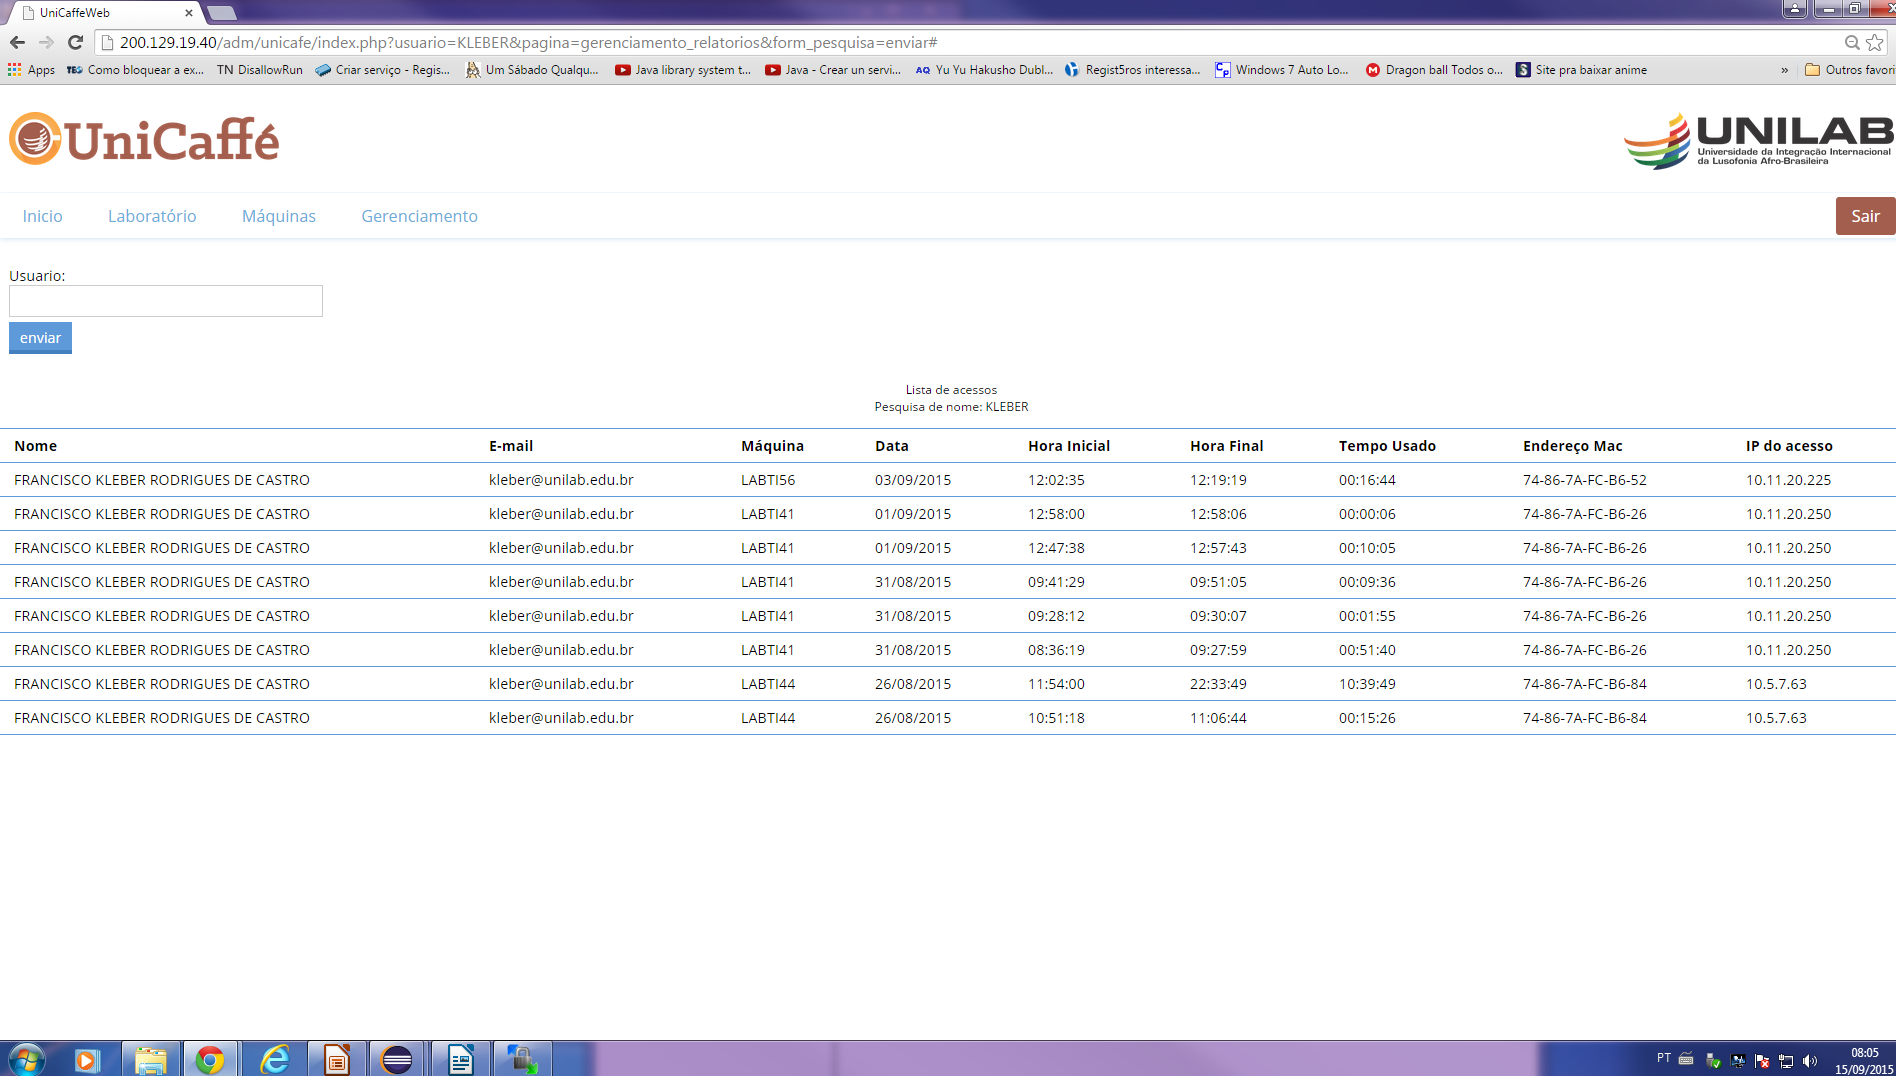 UniCaffeWeb
200.129.19.40/adm/unicafe/index.php?usuario=KLEBER&pagina=gerenciamento_relatorios&form_pesquisa=enviar#
Apps Como bloquear a ex... TN DisallowRun Criar serviço - Regis... Um Sábado Qualqu... Java library system t... Java - Crear un servi... AQ Yu Yu Hakusho Dubl... Regist5ros interessa... Windows 7 Auto Lo... Dragon ball Todos o... Site pra baixar anime » Outros favori
UniCaffé
UNILAB
Universidade da Integração Internacional
da Lusofonia Afro-Brasileira
Inicio Laboratório Máquinas Gerenciamento Sair
Usuario:
enviar
Lista de acessos
Pesquisa de nome: KLEBER
Nome E-mail Máquina Data Hora Inicial Hora Final Tempo Usado Endereço Mac IP do acesso
FRANCISCO KLEBER RODRIGUES DE CASTRO kleber@unilab.edu.br LABTI56 03/09/2015 12:02:35 12:19:19 00:16:44 74-86-7A-FC-B6-52 10.11.20.225
FRANCISCO KLEBER RODRIGUES DE CASTRO kleber@unilab.edu.br LABTI41 01/09/2015 12:58:00 12:58:06 00:00:06 74-86-7A-FC-B6-26 10.11.20.250
FRANCISCO KLEBER RODRIGUES DE CASTRO kleber@unilab.edu.br LABTI41 01/09/2015 12:47:38 12:57:43 00:10:05 74-86-7A-FC-B6-26 10.11.20.250
FRANCISCO KLEBER RODRIGUES DE CASTRO kleber@unilab.edu.br LABTI41 31/08/2015 09:41:29 09:51:05 00:09:36 74-86-7A-FC-B6-26 10.11.20.250
FRANCISCO KLEBER RODRIGUES DE CASTRO kleber@unilab.edu.br LABTI41 31/08/2015 09:28:12 09:30:07 00:01:55 74-86-7A-FC-B6-26 10.11.20.250
FRANCISCO KLEBER RODRIGUES DE CASTRO kleber@unilab.edu.br LABTI41 31/08/2015 08:36:19 09:27:59 00:51:40 74-86-7A-FC-B6-26 10.11.20.250
FRANCISCO KLEBER RODRIGUES DE CASTRO kleber@unilab.edu.br LABTI44 26/08/2015 11:54:00 22:33:49 10:39:49 74-86-7A-FC-B6-84 10.5.7.63
FRANCISCO KLEBER RODRIGUES DE CASTRO kleber@unilab.edu.br LABTI44 26/08/2015 10:51:18 11:06:44 00:15:26 74-86-7A-FC-B6-84 10.5.7.63
PT 08:05
15/09/2015